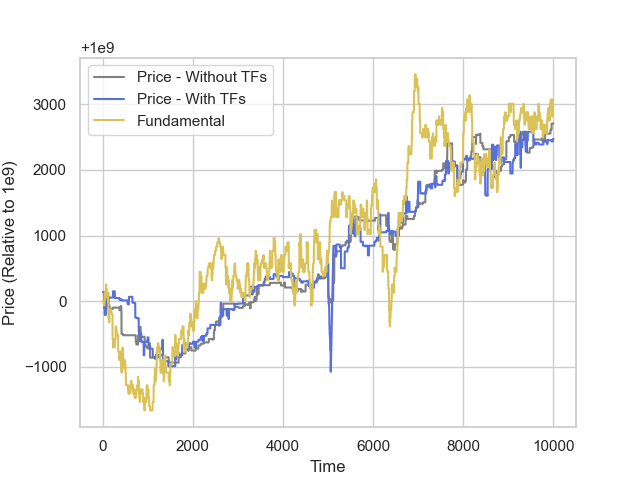 +1e9
Price - Without TFs
Price - With TFs
Fundamental
3000
2000
1000
0
−1000
Price (Relative to 1e9)
0 2000 4000 6000 8000 10000
Time